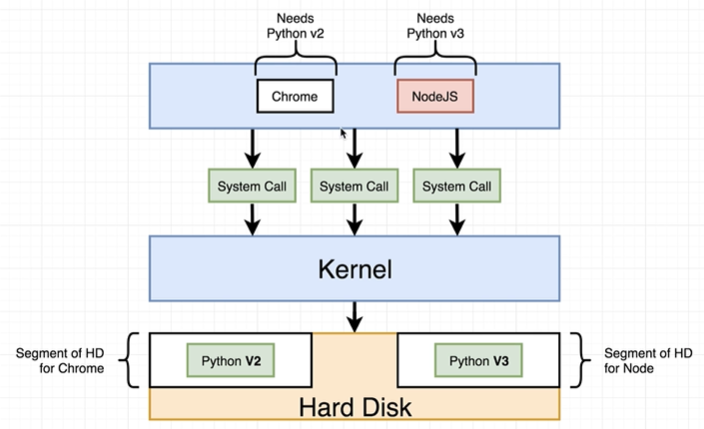 Needs
Python v2
Needs
Python v3
Chrome
NodeJS
System Call
System Call
System Call
Kernel
Segment of HD
for Chrome
Python V2
Python V3
Segment of HD
for Node
Hard Disk